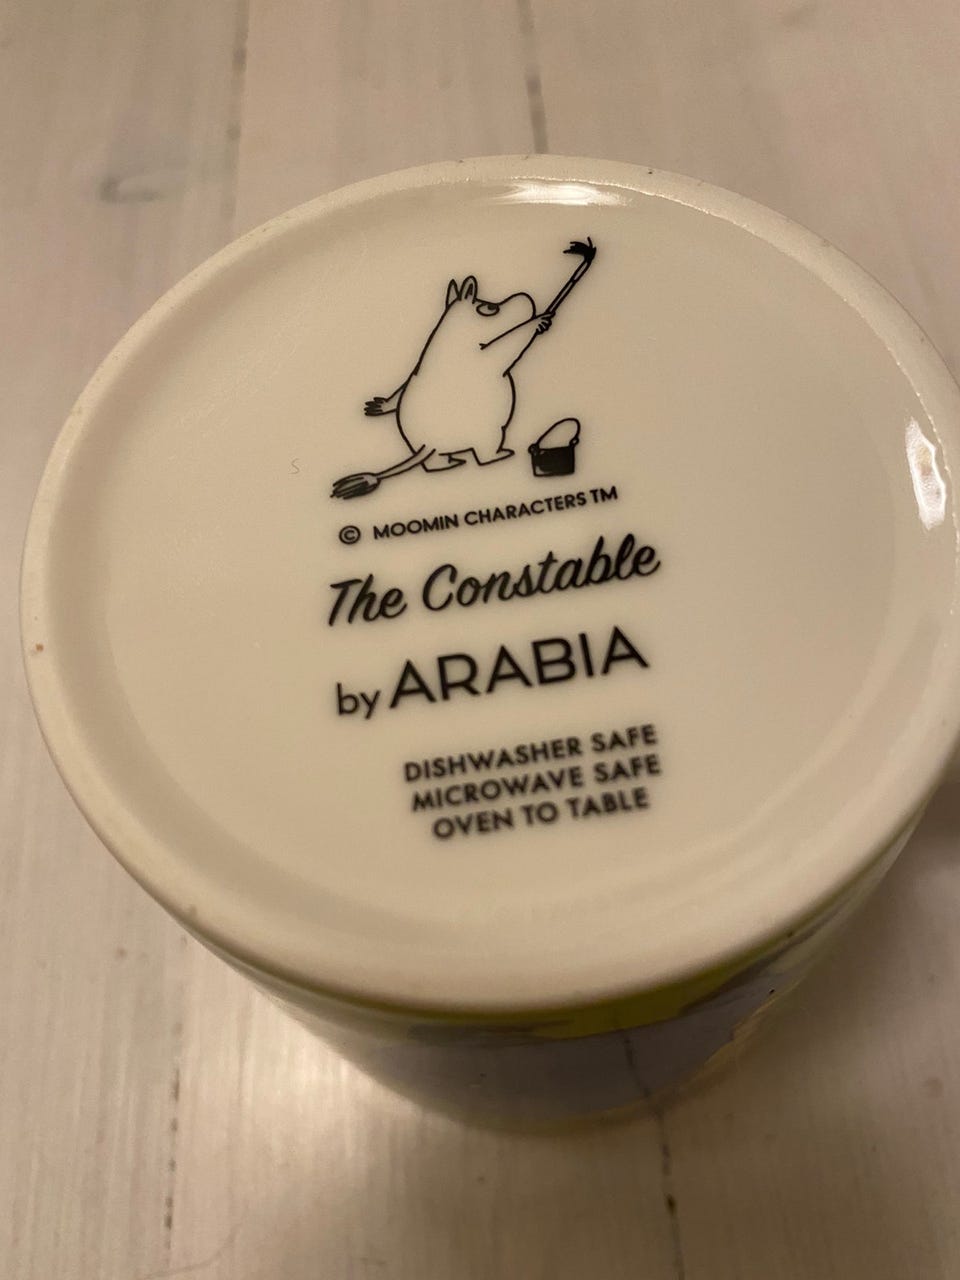 © MOOMIN CHARACTERS TM
The Constable
by ARABIA
DISHWASHER SAFE
MICROWAVE SAFE
OVEN TO TABLE